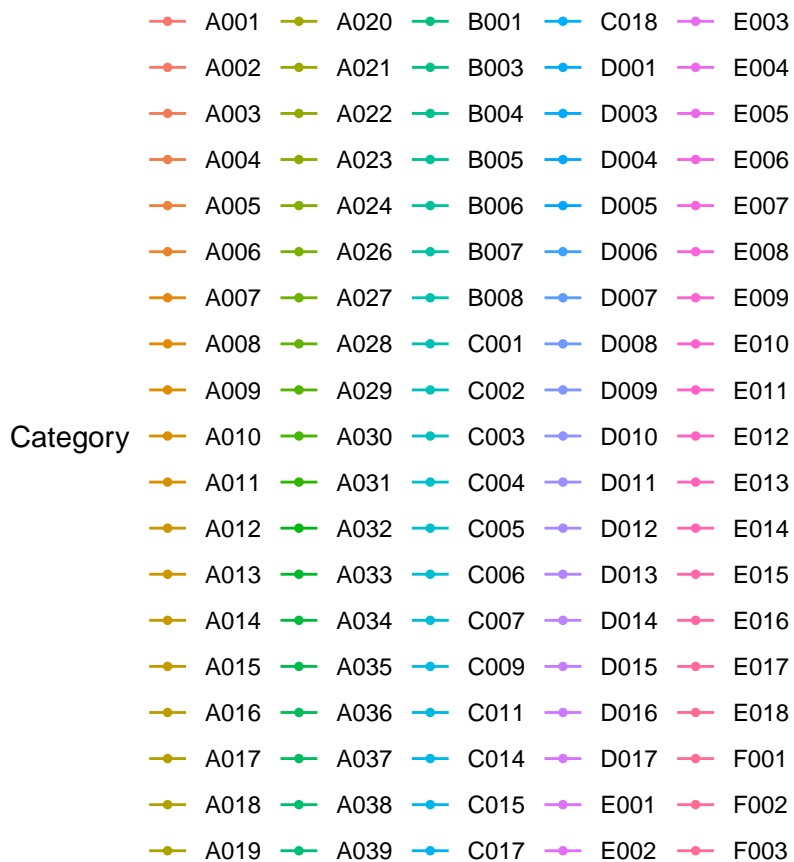 A001 A020 B001 C018 E003
A002 A021 B003 D001 E004
A003 A022 B004 D003 E005
A004 A023 B005 D004 E006
A005 A024 B006 D005 E007
A006 A026 B007 D006 E008
A007 A027 B008 D007 E009
A008 A028 C001 D008 E010
A009 A029 C002 D009 E011
Category A010 A030 C003 D010 E012
A011 A031 C004 D011 E013
A012 A032 C005 D012 E014
A013 A033 C006 D013 E015
A014 A034 C007 D014 E016
A015 A035 C009 D015 E017
A016 A036 C011 D016 E018
A017 A037 C014 D017 F001
A018 A038 C015 E001 F002
A019 A039 C017 E002 F003